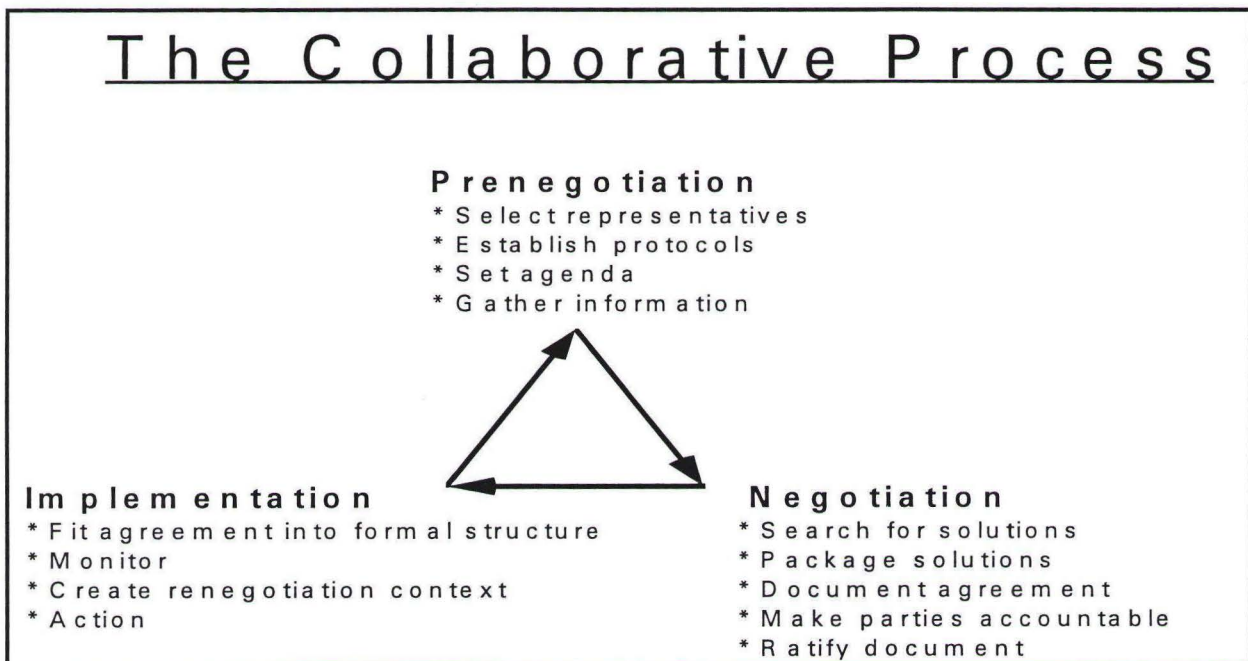 The Collaborative Process
Prenegotiation
* Select representatives
* Establish protocols
* Set agenda
* Gather information
Implementation
* Fit agreement into formal structure
* Monitor
* Create renegotiation context
* Action
Negotiation
* Search for solutions
* Package solutions
* Document agreement
* Make parties accountable
* Ratify document